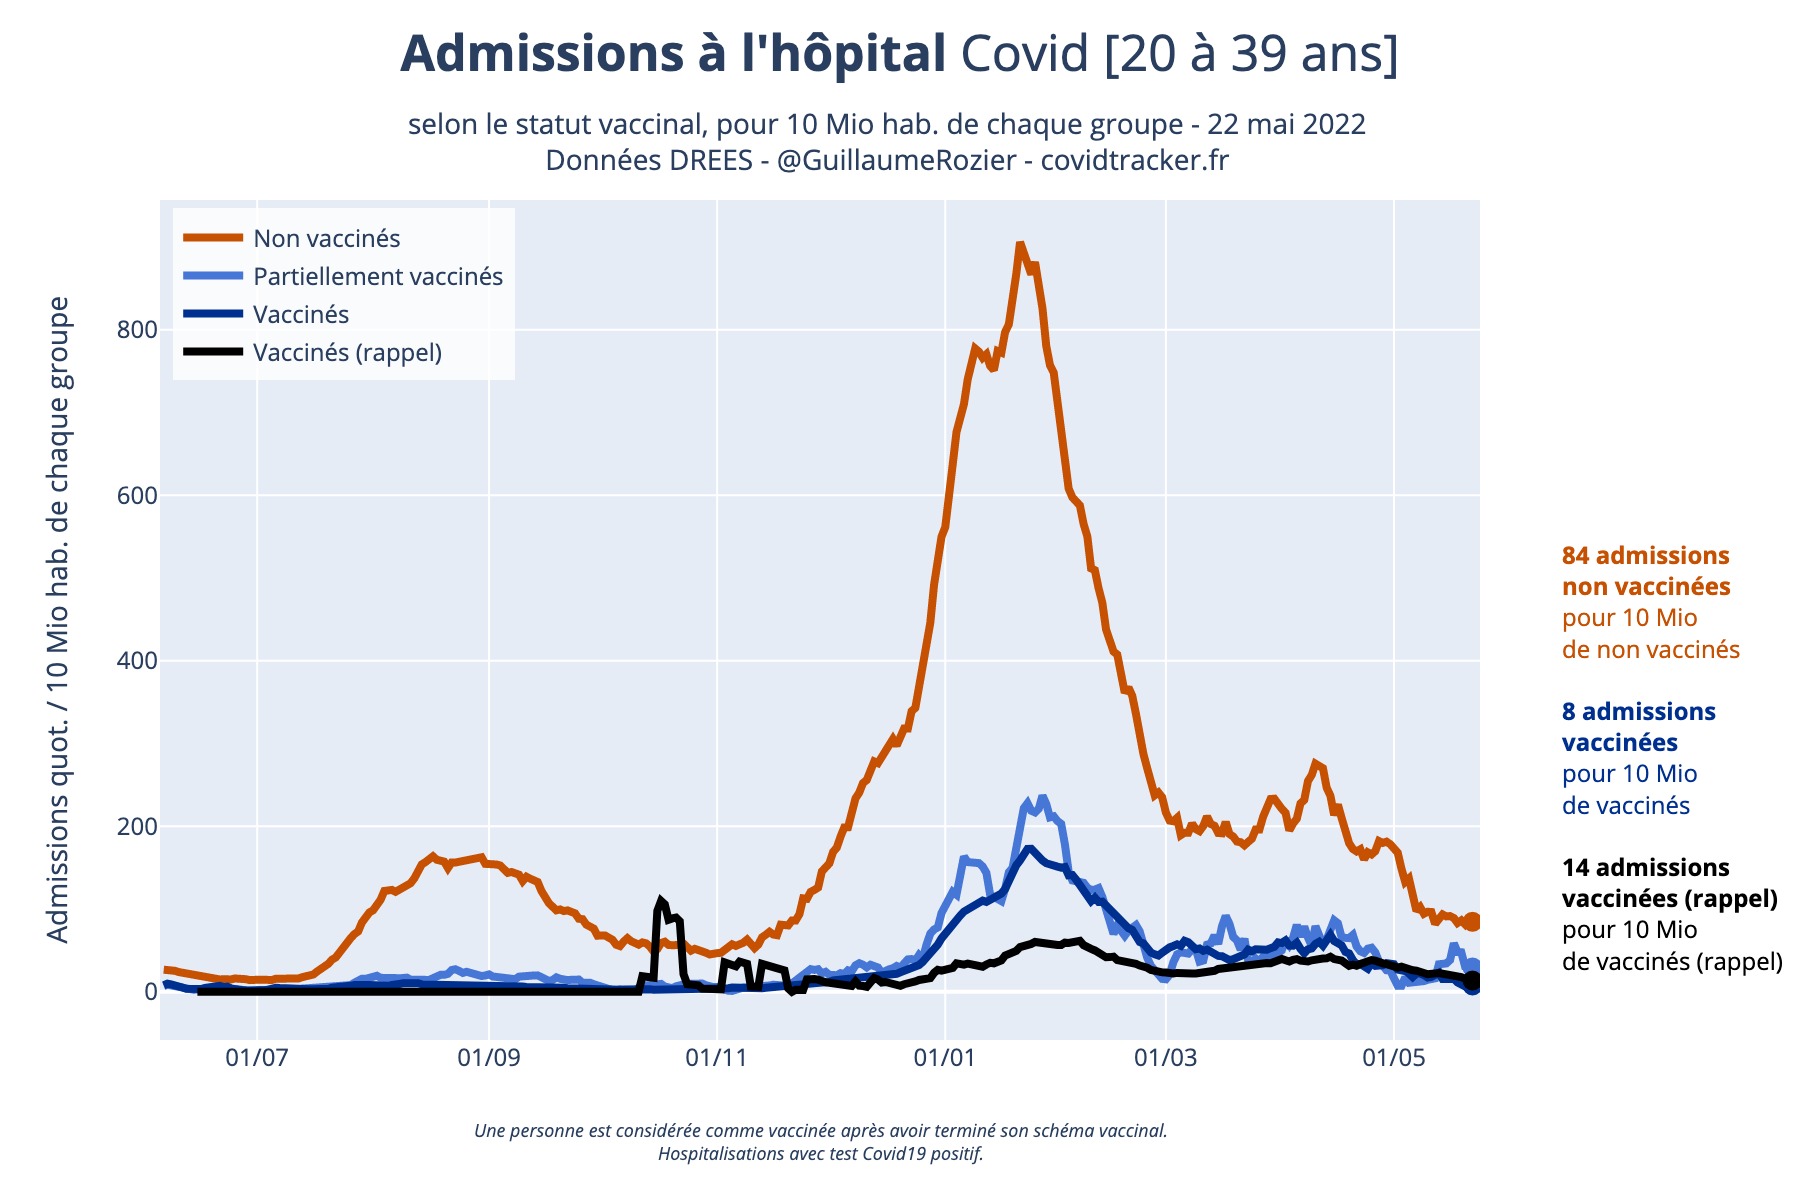 Admissions à l'hôpital Covid [20 à 39 ans]
selon le statut vaccinal, pour 10 Mio hab. de chaque groupe - 22 mai 2022
Données DREES - @GuillaumeRozier - covidtracker.fr
Non vaccinés
Partiellement vaccinés
Vaccinés
Vaccinés (rappel)
Admissions quot. / 10 Mio hab. de chaque groupe
800
600
400
200
0
01/07
01/09
01/11
01/01
01/03
01/05
84 admissions
non vaccinées
pour 10 Mio
de non vaccinés
8 admissions
vaccinées
pour 10 Mio
de vaccinés
14 admissions
vaccinées (rappel)
pour 10 Mio
de vaccinés (rappel)
Une personne est considérée comme vaccinée après avoir terminé son schéma vaccinal.
Hospitalisations avec test Covid19 positif.